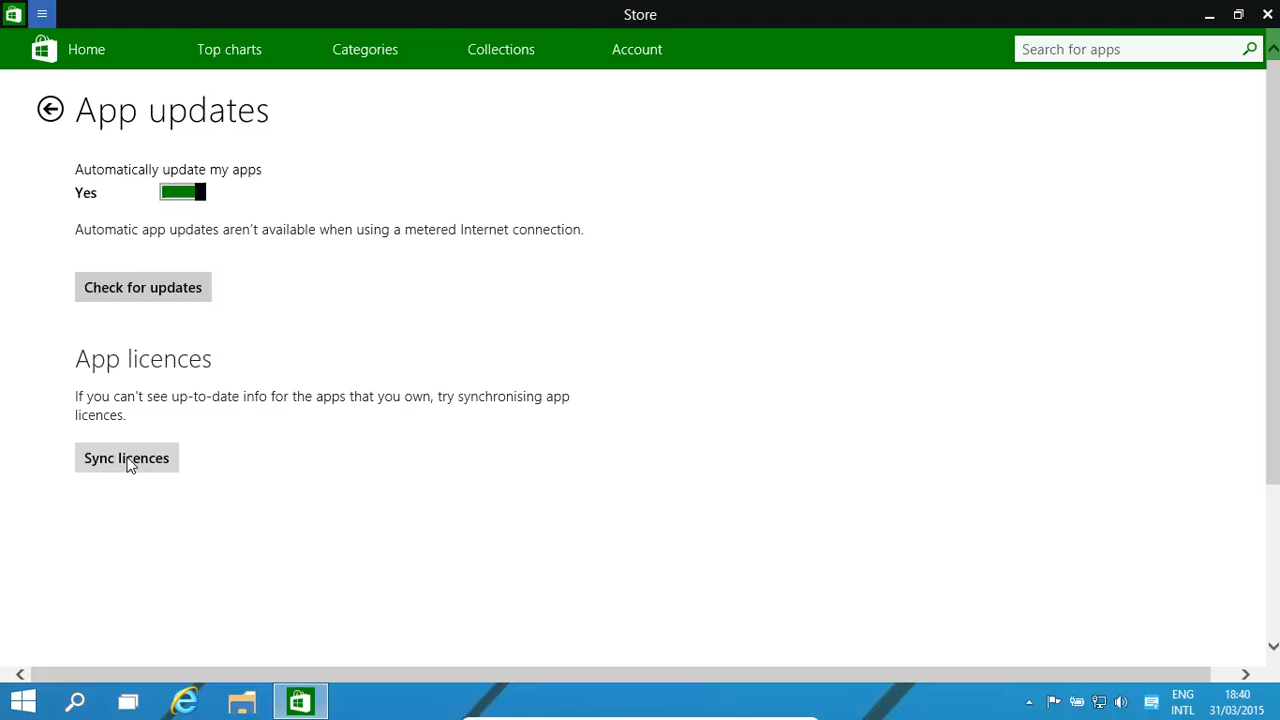 Store
Home Top charts Categories Collections Account Search for apps
App updates
Automatically update my apps
Yes
Automatic app updates aren't available when using a metered Internet connection.
Check for updates
App licences
If you can't see up-to-date info for the apps that you own, try synchronising app
licences.
Sync licences
ENG 18:40
INTL 31/03/2015